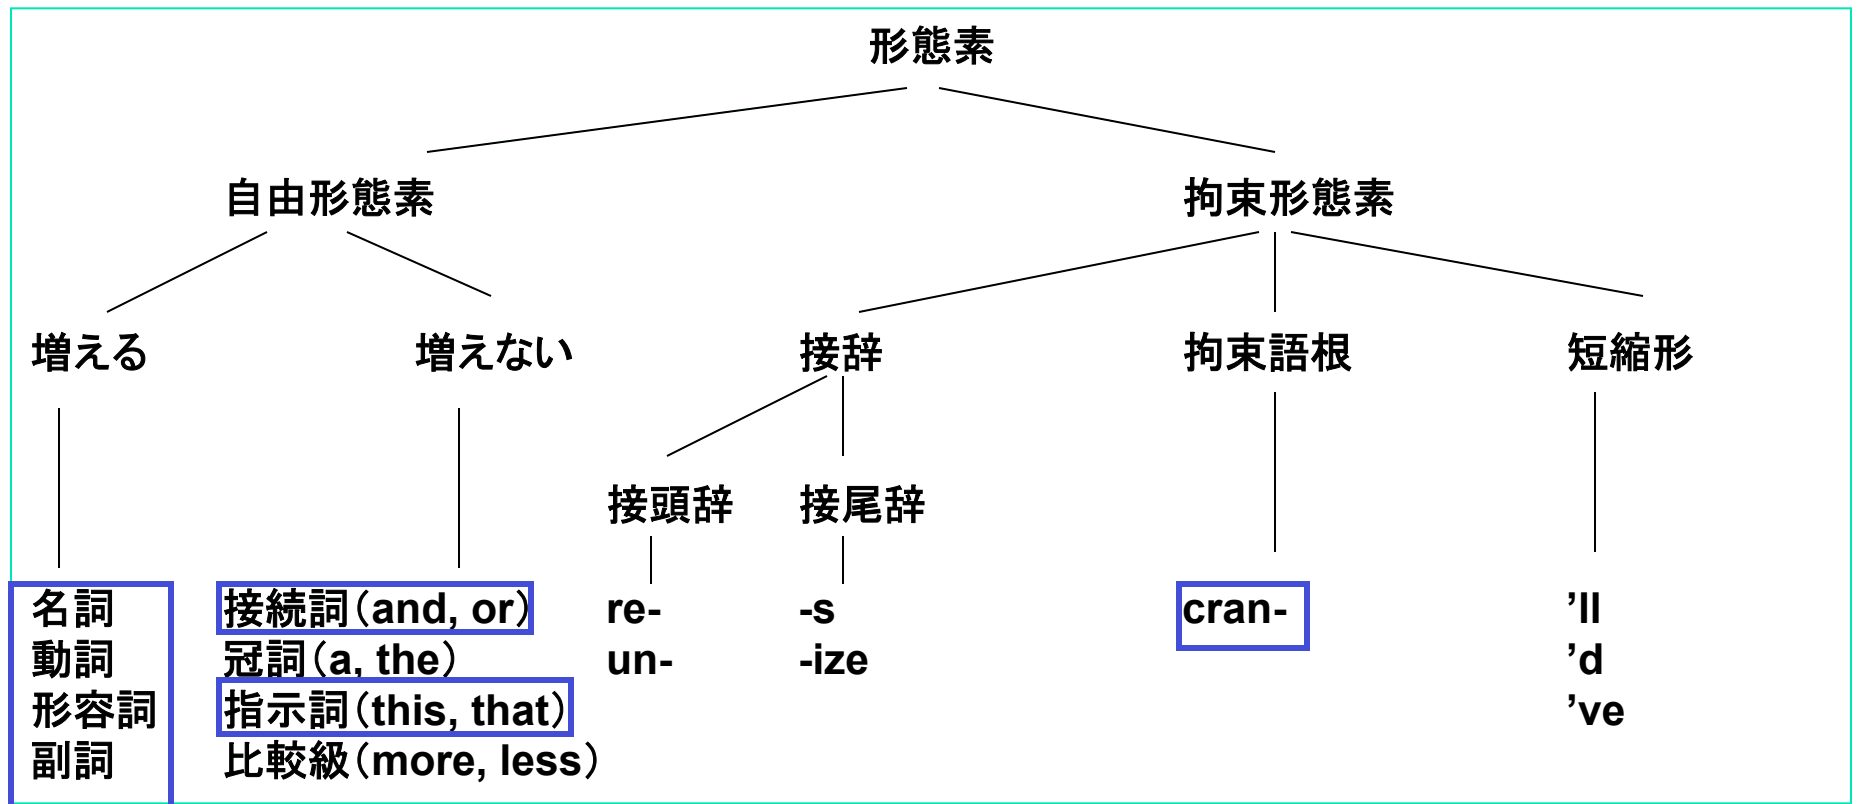 形態素
自由形態素
拘束形態素
増える
増えない
接辞
拘束語根
短縮形
接頭辞
接尾辞
名詞
動詞
形容詞
副詞
接続詞（and, or）
冠詞（a, the）
指示詞（this, that）
比較級（more, less）
re-
un-
-s
-ize
cran-
’ll
’d
’ve